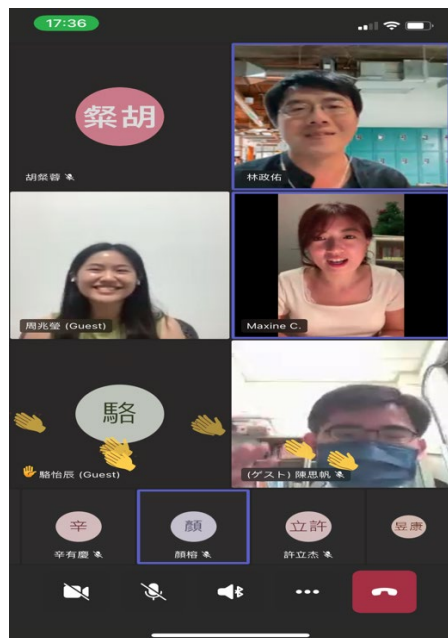 17:36
粲胡
胡粲蓉
林政佑
周兆瑩 (Guest)
Maxine C.
駱
駱怡辰 (Guest)
(ゲスト) 陳思帆
辛
顏
立許
昱康
辛有慶
顏榕
許立杰